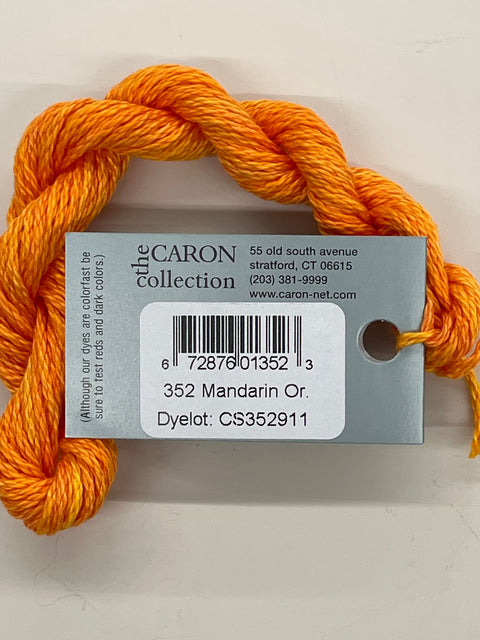 the CARON
collection
55 old south avenue
stratford, CT 06615
(203) 381-9999
www.caron-net.com
(Although our dyes are colorfast be
sure to test reds and dark colors.)
6 72876 01352 3
352 Mandarin Or.
Dyelot: CS352911